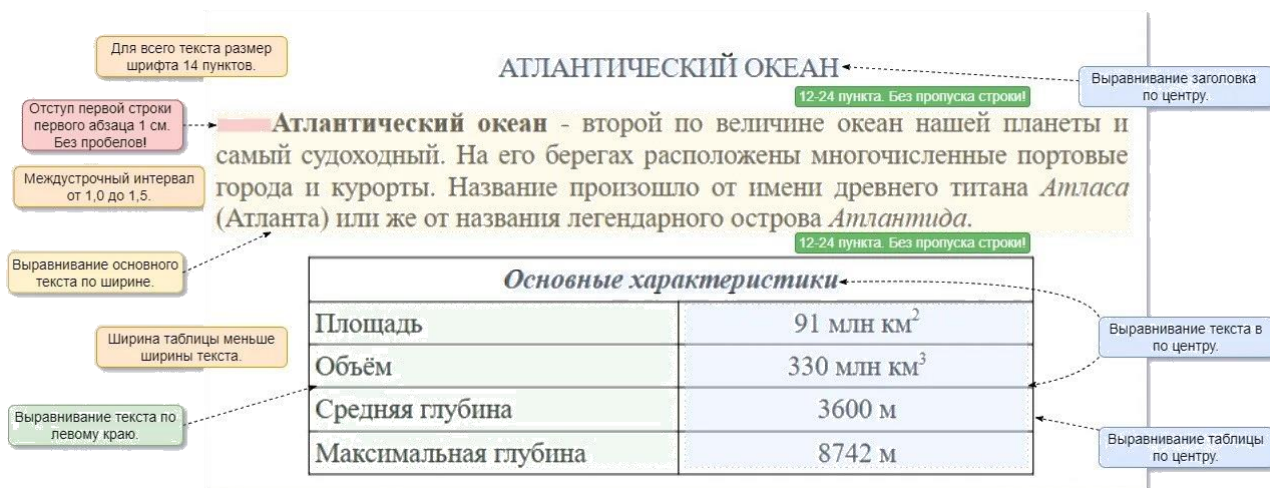 Для всего текста размер
шрифта 14 пунктов.
АТЛАНТИЧЕСКИЙ ОКЕАН
Выравнивание заголовка
по центру.
12-24 пункта. Без пропуска строки!
Отступ первой строки
первого абзаца 1 см.
Без пробелов!
Атлантический океан - второй по величине океан нашей планеты и
самый судоходный. На его берегах расположены многочисленные портовые
города и курорты. Название произошло от имени древнего титана Атласа
(Атланта) или же от названия легендарного острова Атлантида.
Междустрочный интервал
от 1,0 до 1,5.
12-24 пункта. Без пропуска строки!
Выравнивание основного
текста по ширине.
Основные характеристики
Площадь 91 млн км²
Объём 330 млн км³
Средняя глубина 3600 м
Максимальная глубина 8742 м
Ширина таблицы меньше
ширины текста.
Выравнивание текста в
по центру.
Выравнивание текста по
левому краю.
Выравнивание таблицы
по центру.